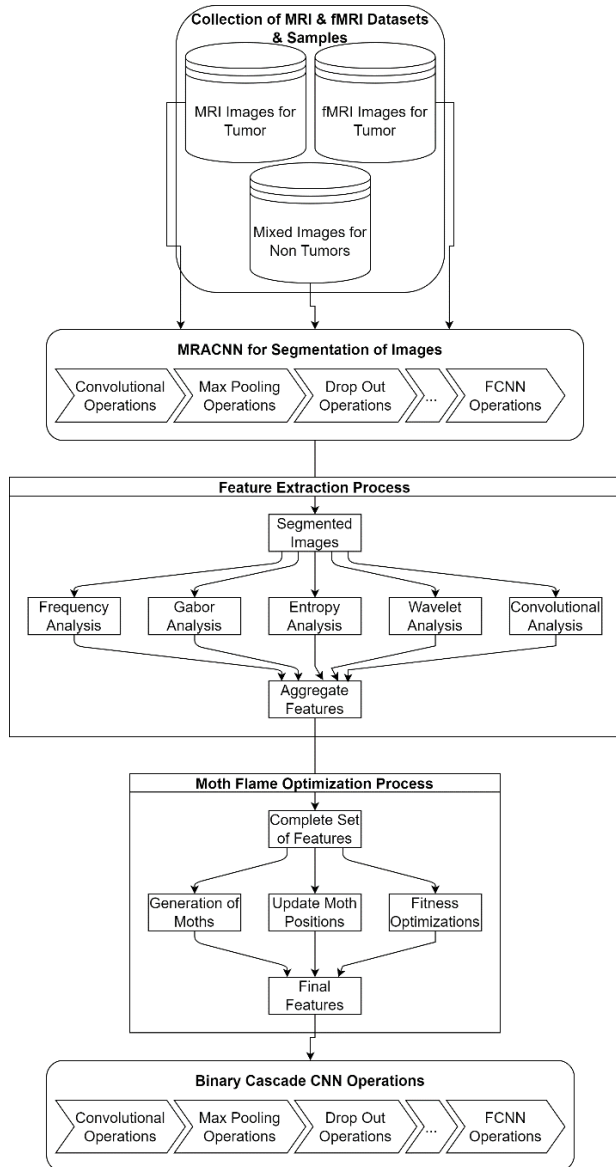 Collection of MRI & fMRI Datasets
& Samples
MRI Images for
Tumor
fMRI Images for
Tumor
Mixed Images for
Non Tumors
MRACNN for Segmentation of Images
Convolutional
Operations
Max Pooling
Operations
Drop Out
Operations
...
FCNN
Operations
Feature Extraction Process
Segmented
Images
Frequency
Analysis
Gabor
Analysis
Entropy
Analysis
Wavelet
Analysis
Convolutional
Analysis
Aggregate
Features
Moth Flame Optimization Process
Complete Set
of Features
Generation of
Moths
Update Moth
Positions
Fitness
Optimizations
Final
Features
Binary Cascade CNN Operations
Convolutional
Operations
Max Pooling
Operations
Drop Out
Operations
...
FCNN
Operations